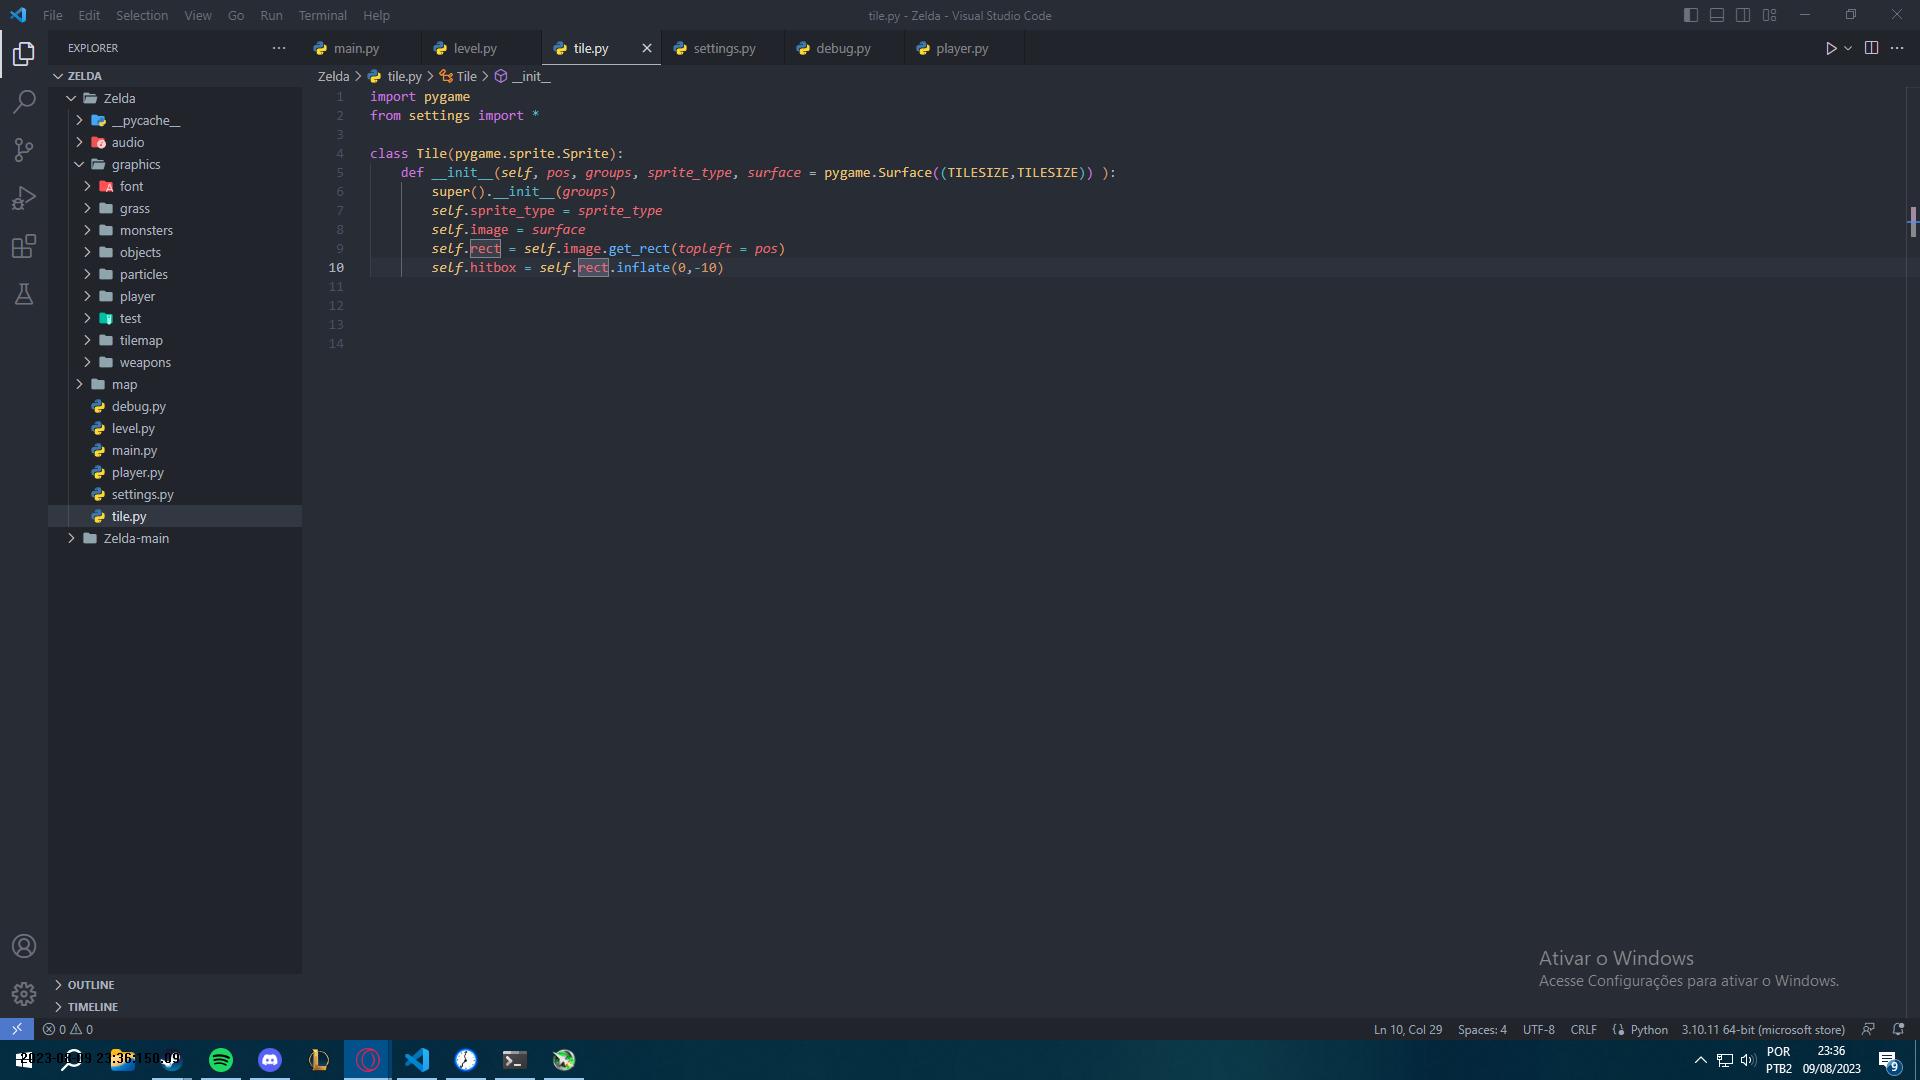 File Edit Selection View Go Run Terminal Help
tile.py - Zelda - Visual Studio Code
EXPLORER
main.py
level.py
tile.py
settings.py
debug.py
player.py
ZELDA
Zelda
__pycache__
audio
graphics
font
grass
monsters
objects
particles
player
test
tilemap
weapons
map
debug.py
level.py
main.py
player.py
settings.py
tile.py
Zelda-main
OUTLINE
TIMELINE
Zelda > tile.py > Tile > __init__
1 import pygame
2 from settings import *
3
4 class Tile(pygame.sprite.Sprite):
5 def __init__(self, pos, groups, sprite_type, surface = pygame.Surface((TILESIZE,TILESIZE)) ):
6 super().__init__(groups)
7 self.sprite_type = sprite_type
8 self.image = surface
9 self.rect = self.image.get_rect(topleft = pos)
10 self.hitbox = self.rect.inflate(0,-10)
11
12
13
14
Ativar o Windows
Acesse Configurações para ativar o Windows.
0 0
Ln 10, Col 29 Spaces: 4 UTF-8 CRLF Python 3.10.11 64-bit (microsoft store)
POR
PTB2
23:36
09/08/2023
9